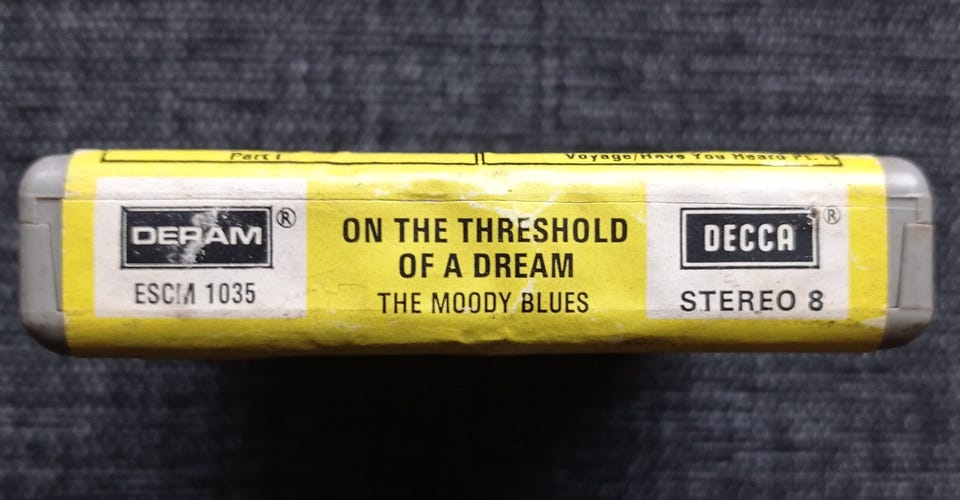 Part I
Voyage/Have You Heard Pt. II
DERAM ®
ESCM 1035
ON THE THRESHOLD
OF A DREAM
THE MOODY BLUES
DECCA ®
STEREO 8